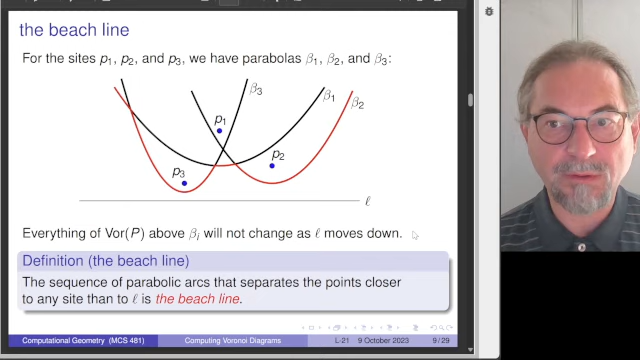 the beach line
For the sites p1, p2, and p3, we have parabolas β1, β2, and β3:
β3
p1
β1
β2
p2
p3
ℓ
Everything of Vor(P) above βi will not change as ℓ moves down.
Definition (the beach line)
The sequence of parabolic arcs that separates the points closer
to any site than to ℓ is the beach line.
Computational Geometry (MCS 481) Computing Voronoi Diagrams L-21 9 October 2023 9 / 29